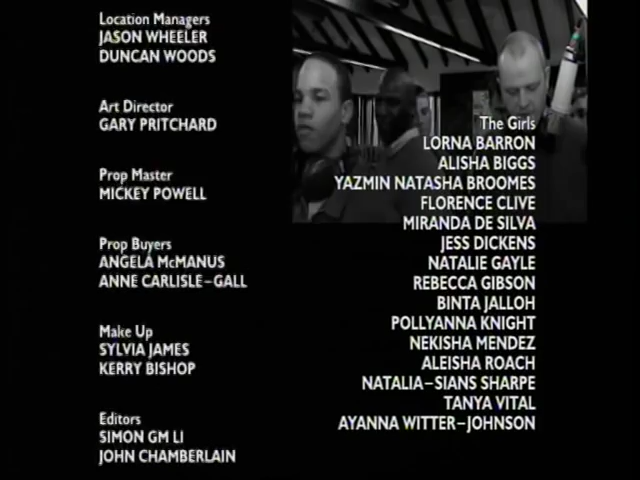 Location Managers
JASON WHEELER
DUNCAN WOODS
Art Director
GARY PRITCHARD
Prop Master
MICKEY POWELL
Prop Buyers
ANGELA McMANUS
ANNE CARLISLE-GALL
Make Up
SYLVIA JAMES
KERRY BISHOP
Editors
SIMON GM LI
JOHN CHAMBERLAIN
The Girls
LORNA BARRON
ALISHA BIGGS
YAZMIN NATASHA BROOMES
FLORENCE CLIVE
MIRANDA DE SILVA
JESS DICKENS
NATALIE GAYLE
REBECCA GIBSON
BINTA JALLOH
POLLYANNA KNIGHT
NEKISHA MENDEZ
ALEISHA ROACH
NATALIA-SIANS SHARPE
TANYA VITAL
AYANNA WITTER-JOHNSON